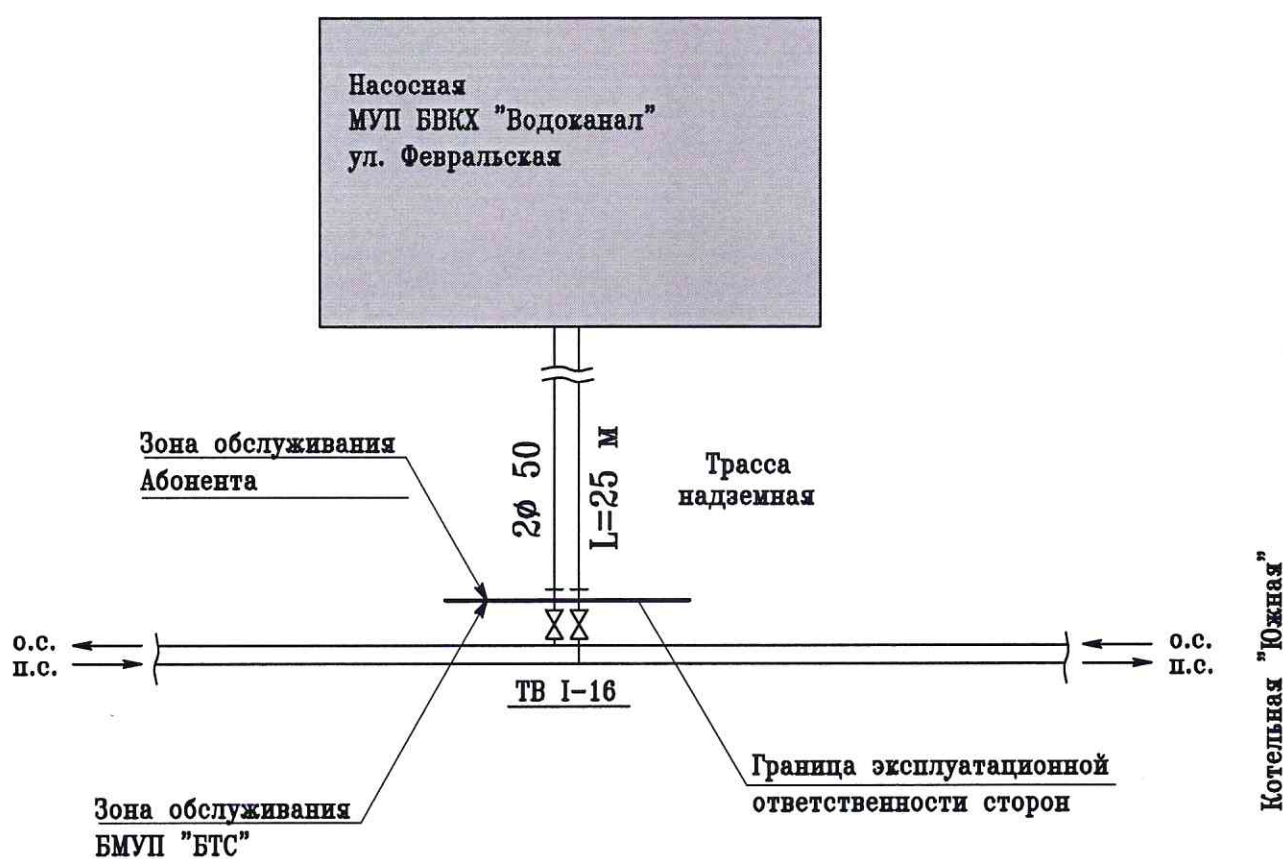 Насосная
МУП БВКХ "Водоканал"
ул. Февральская
Зона обслуживания
Абонента
2ø 50
L=25 м
Трасса
надземная
о.с.
п.с.
о.с.
п.с.
ТВ I-16
Котельная "Южная"
Граница эксплуатационной
ответственности сторон
Зона обслуживания
БМУП "БТС"